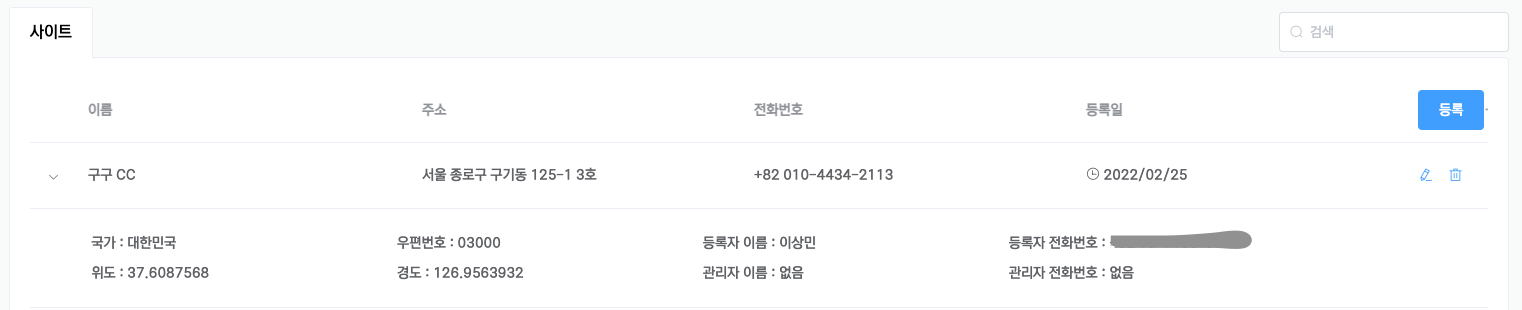 사이트
검색
이름 주소 전화번호 등록일 등록
구구 CC 서울 종로구 구기동 125-1 3호 +82 010-4434-2113 2022/02/25
국가 : 대한민국 우편번호 : 03000 등록자 이름 : 이상민 등록자 전화번호 :
위도 : 37.6087568 경도 : 126.9563932 관리자 이름 : 없음 관리자 전화번호 : 없음